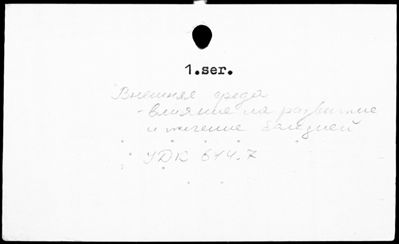 1.ser.
Внешняя среда
- влияние на развитие
и течение болезней
УДК 614.7